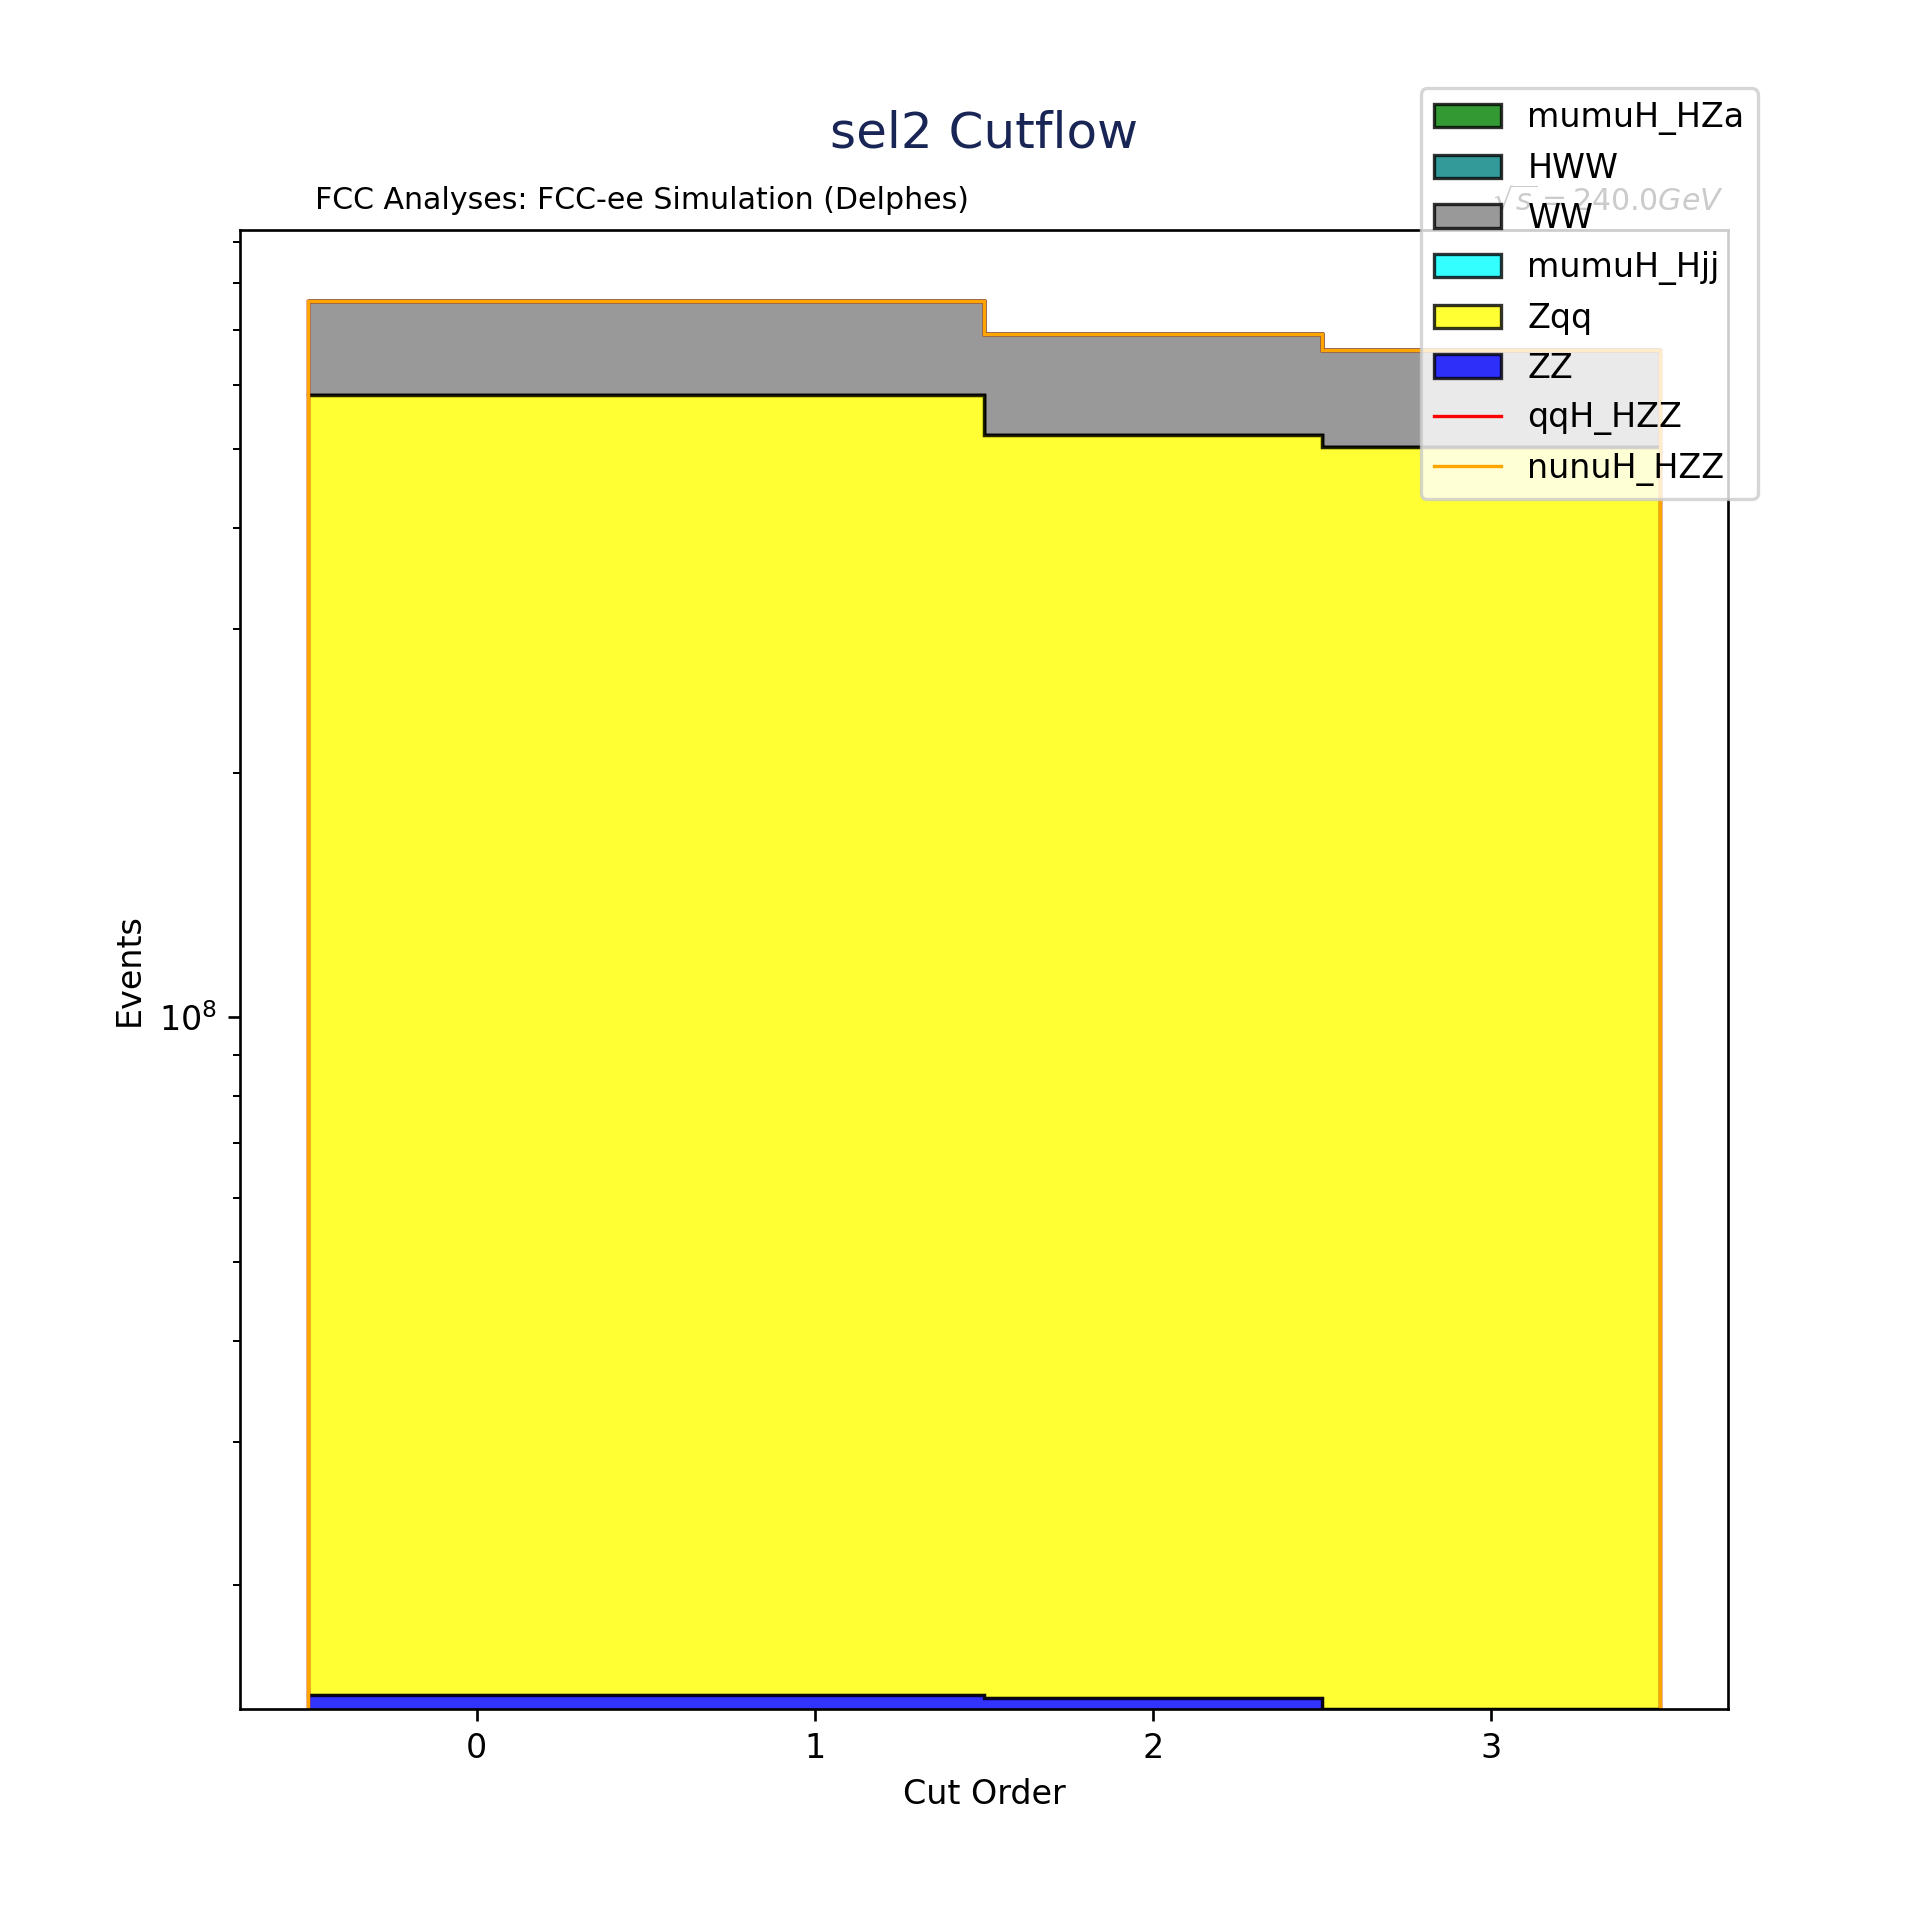 sel2 Cutflow
FCC Analyses: FCC-ee Simulation (Delphes)
√s = 240.0GeV
mumuH_HZa
HWW
WW
mumuH_Hjj
Zqq
ZZ
qqH_HZZ
nunuH_HZZ
Events
10⁸
0 1 2 3
Cut Order